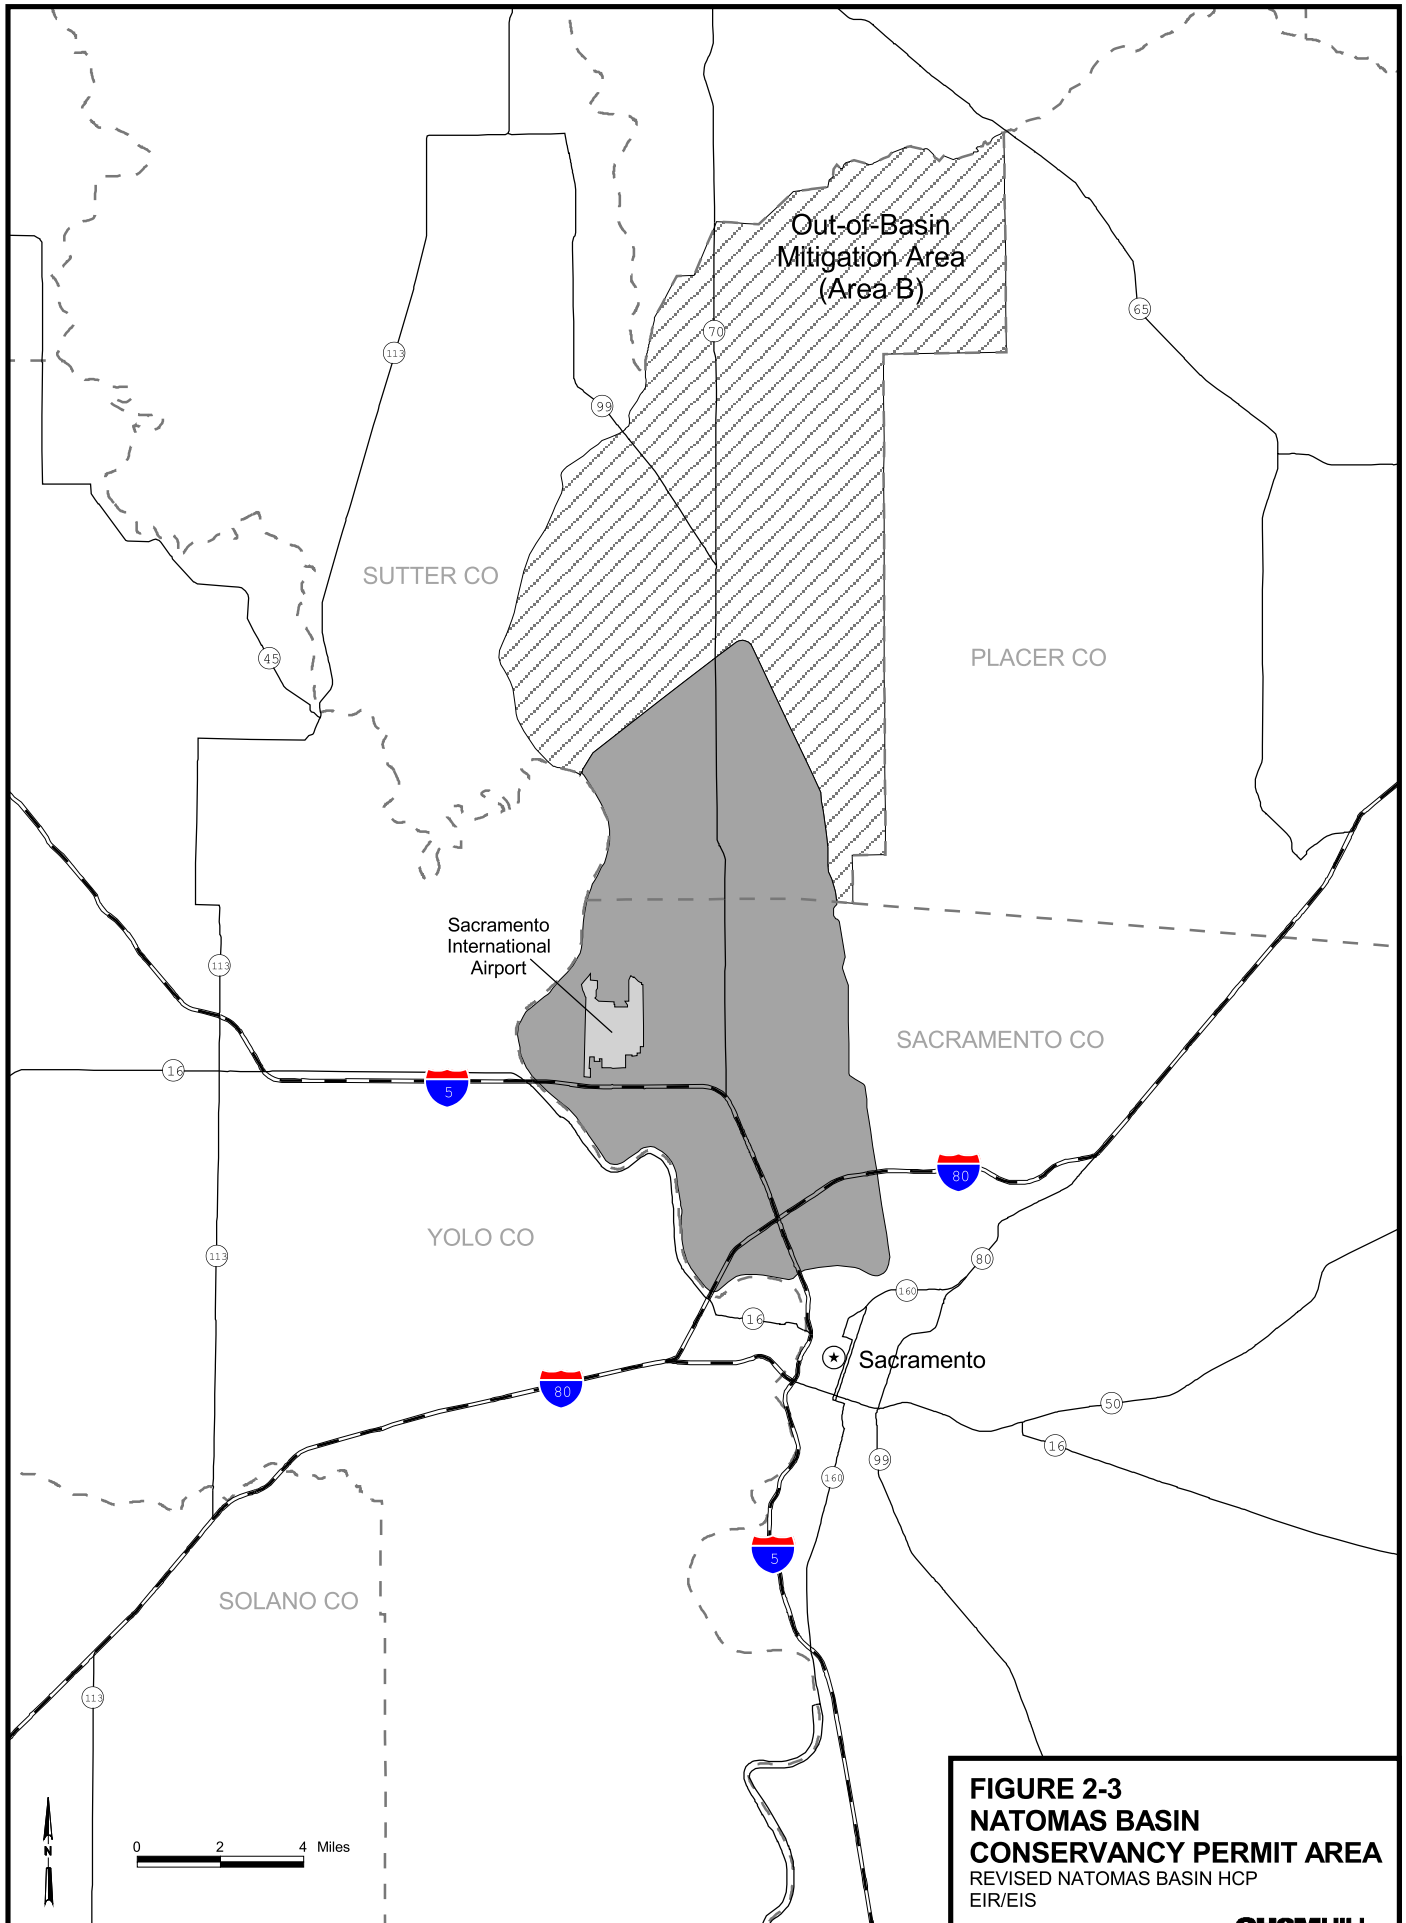 Out-of-Basin
Mitigation Area
(Area B)
65
70
113
99
SUTTER CO
45
PLACER CO
Sacramento
International
Airport
113
SACRAMENTO CO
16
5
80
YOLO CO
113
80
160
16
Sacramento
80
50
16
99
160
5
SOLANO CO
113
FIGURE 2-3
NATOMAS BASIN
CONSERVANCY PERMIT AREA
REVISED NATOMAS BASIN HCP
EIR/EIS
N
0 2 4 Miles